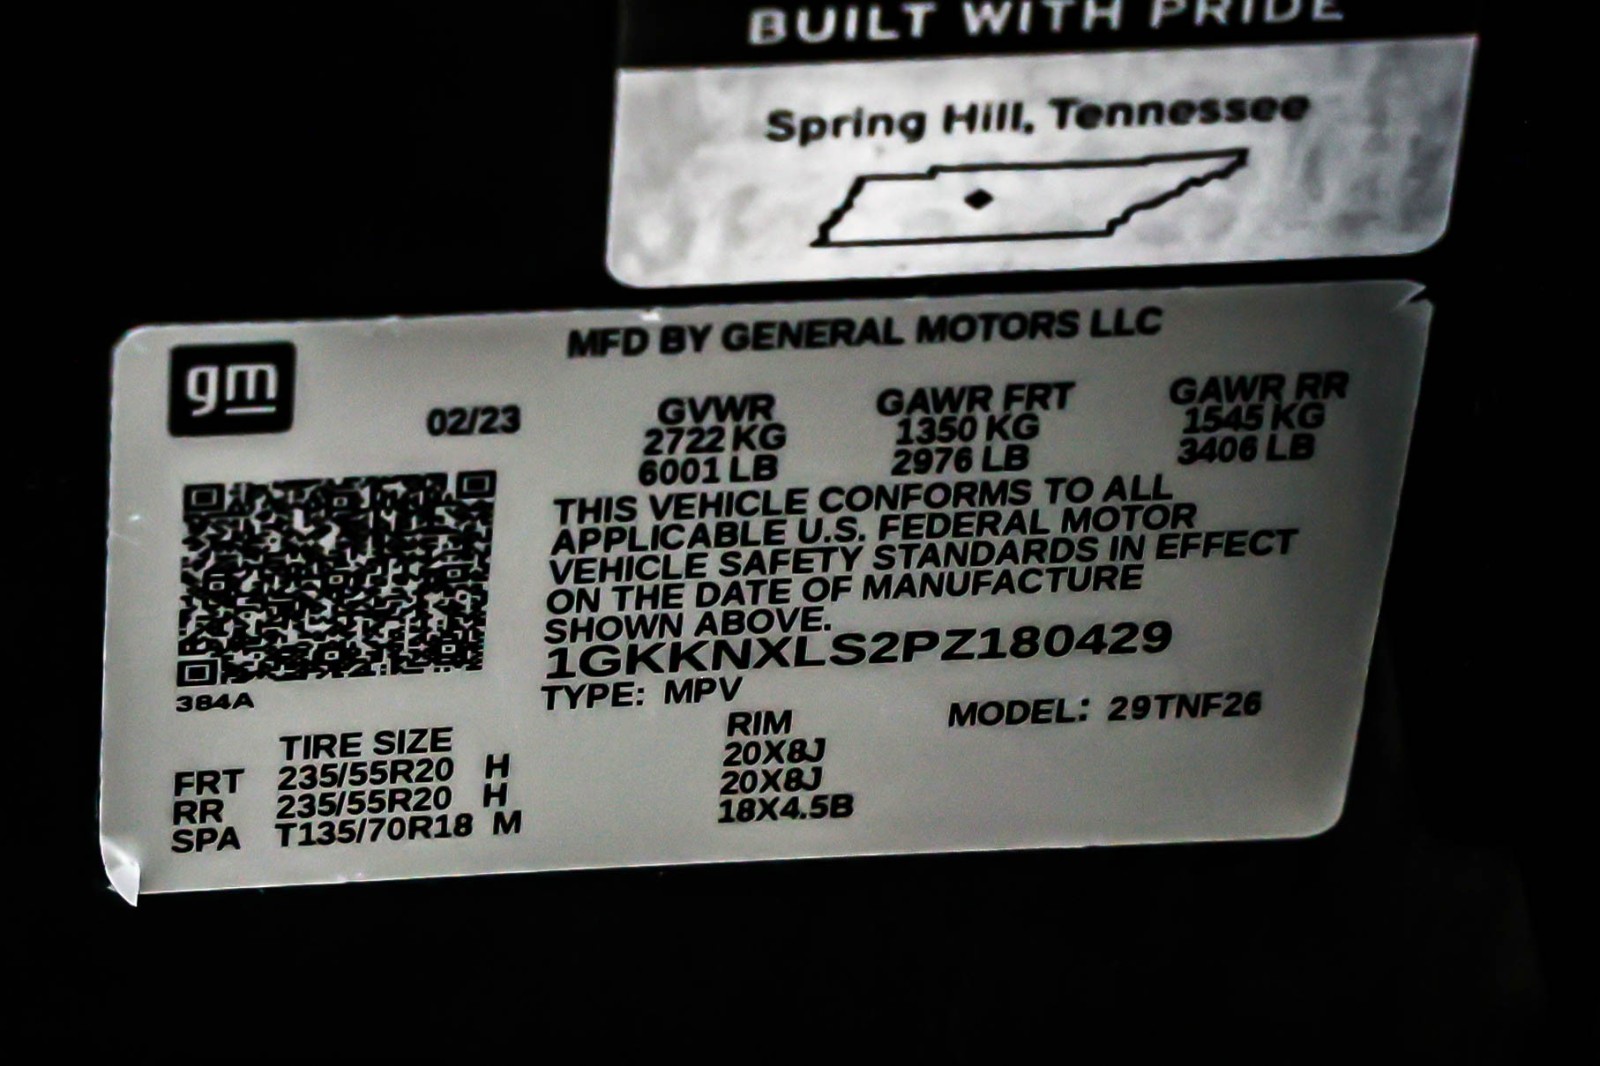 BUILT WITH PRIDE
Spring Hill, Tennessee
gm
MFD BY GENERAL MOTORS LLC
02/23
GVWR GAWR FRT GAWR RR
2722 KG 1350 KG 1545 KG
6001 LB 2976 LB 3406 LB
THIS VEHICLE CONFORMS TO ALL
APPLICABLE U.S. FEDERAL MOTOR
VEHICLE SAFETY STANDARDS IN EFFECT
ON THE DATE OF MANUFACTURE
SHOWN ABOVE.
1GKKNXLS2PZ180429
384A
TYPE: MPV
MODEL: 29TNF26
TIRE SIZE RIM
FRT 235/55R20 H 20X8J
RR 235/55R20 H 20X8J
SPA T135/70R18 M 18X4.5B